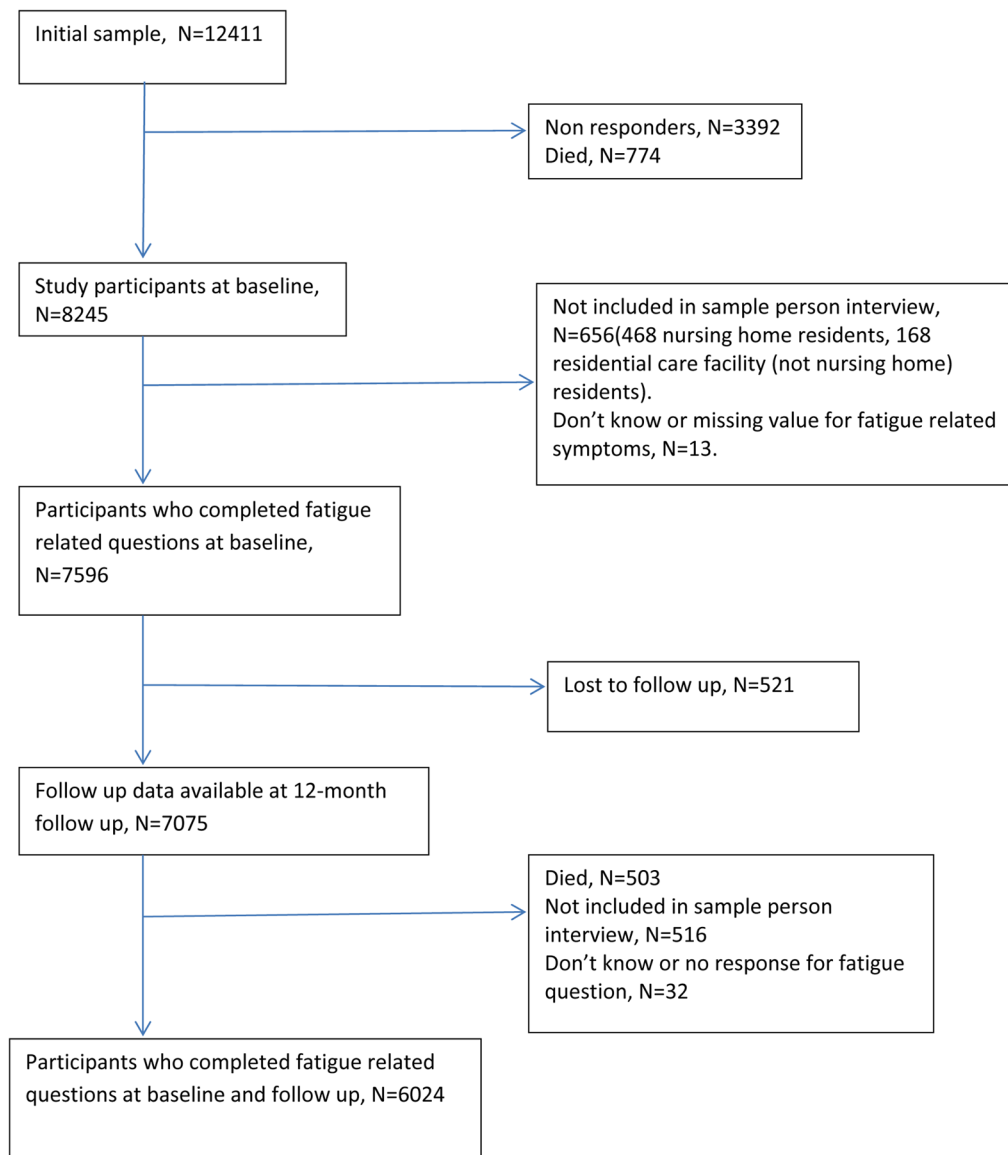 Initial sample,  N=12411
Non responders, N=3392
Died, N=774
Study participants at baseline,
N=8245
Not included in sample person interview,
N=656(468 nursing home residents, 168
residential care facility (not nursing home)
residents).
Don’t know or missing value for fatigue related
symptoms, N=13.
Participants who completed fatigue
related questions at baseline,
N=7596
Lost to follow up, N=521
Follow up data available at 12-month
follow up, N=7075
Died, N=503
Not included in sample person
interview, N=516
Don’t know or no response for fatigue
question, N=32
Participants who completed fatigue related
questions at baseline and follow up, N=6024